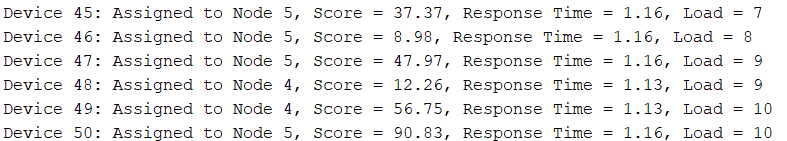 Device 45: Assigned to Node 5, Score = 37.37, Response Time = 1.16, Load = 7
Device 46: Assigned to Node 5, Score = 8.98, Response Time = 1.16, Load = 8
Device 47: Assigned to Node 5, Score = 47.97, Response Time = 1.16, Load = 9
Device 48: Assigned to Node 4, Score = 12.26, Response Time = 1.13, Load = 9
Device 49: Assigned to Node 4, Score = 56.75, Response Time = 1.13, Load = 10
Device 50: Assigned to Node 5, Score = 90.83, Response Time = 1.16, Load = 10